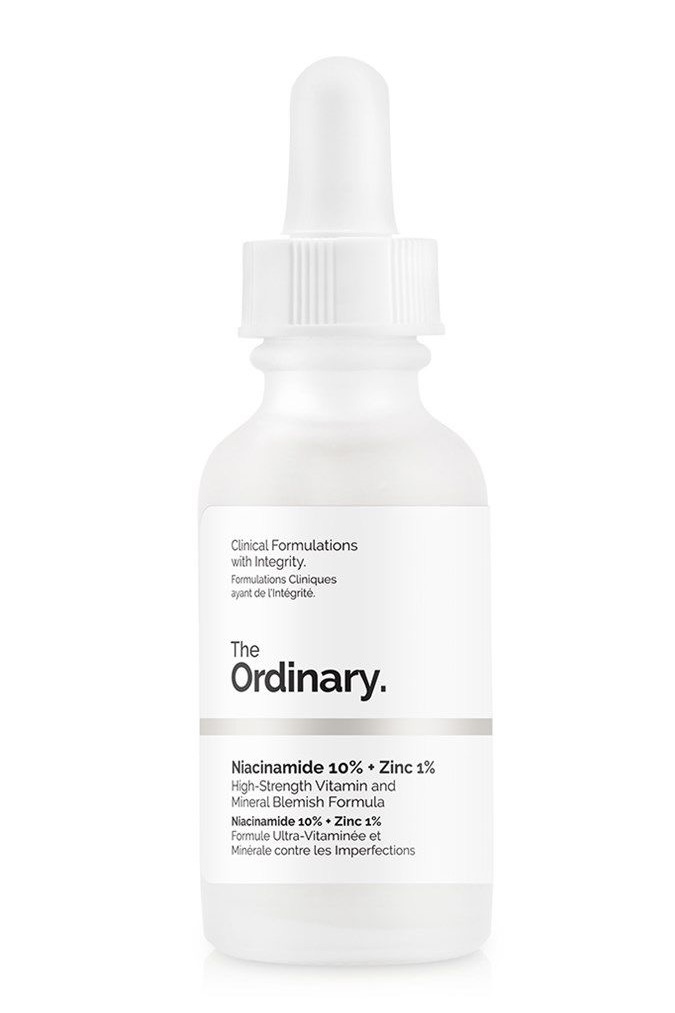 Clinical Formulations
with Integrity.
Formulations Cliniques
ayant de l'Intégrité.
The
Ordinary.
Niacinamide 10% + Zinc 1%
High-Strength Vitamin and
Mineral Blemish Formula
Niacinamide 10% + Zinc 1%
Formule Ultra-Vitaminée et
Minérale contre les Imperfections